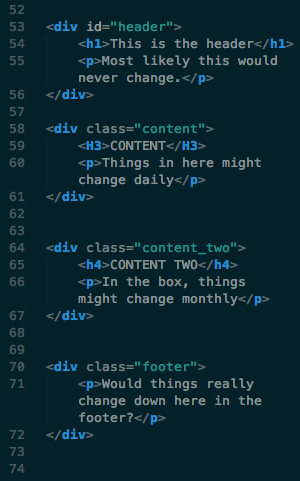 52
53 <div id="header">
54 <h1>This is the header</h1>
55 <p>Most likely this would
never change.</p>
56 </div>
57
58 <div class="content">
59 <H3>CONTENT</H3>
60 <p>Things in here might
change daily</p>
61 </div>
62
63
64 <div class="content_two">
65 <h4>CONTENT TWO</h4>
66 <p>In the box, things
might change monthly</p>
67 </div>
68
69
70 <div class="footer">
71 <p>Would things really
change down here in the
footer?</p>
72 </div>
73
74